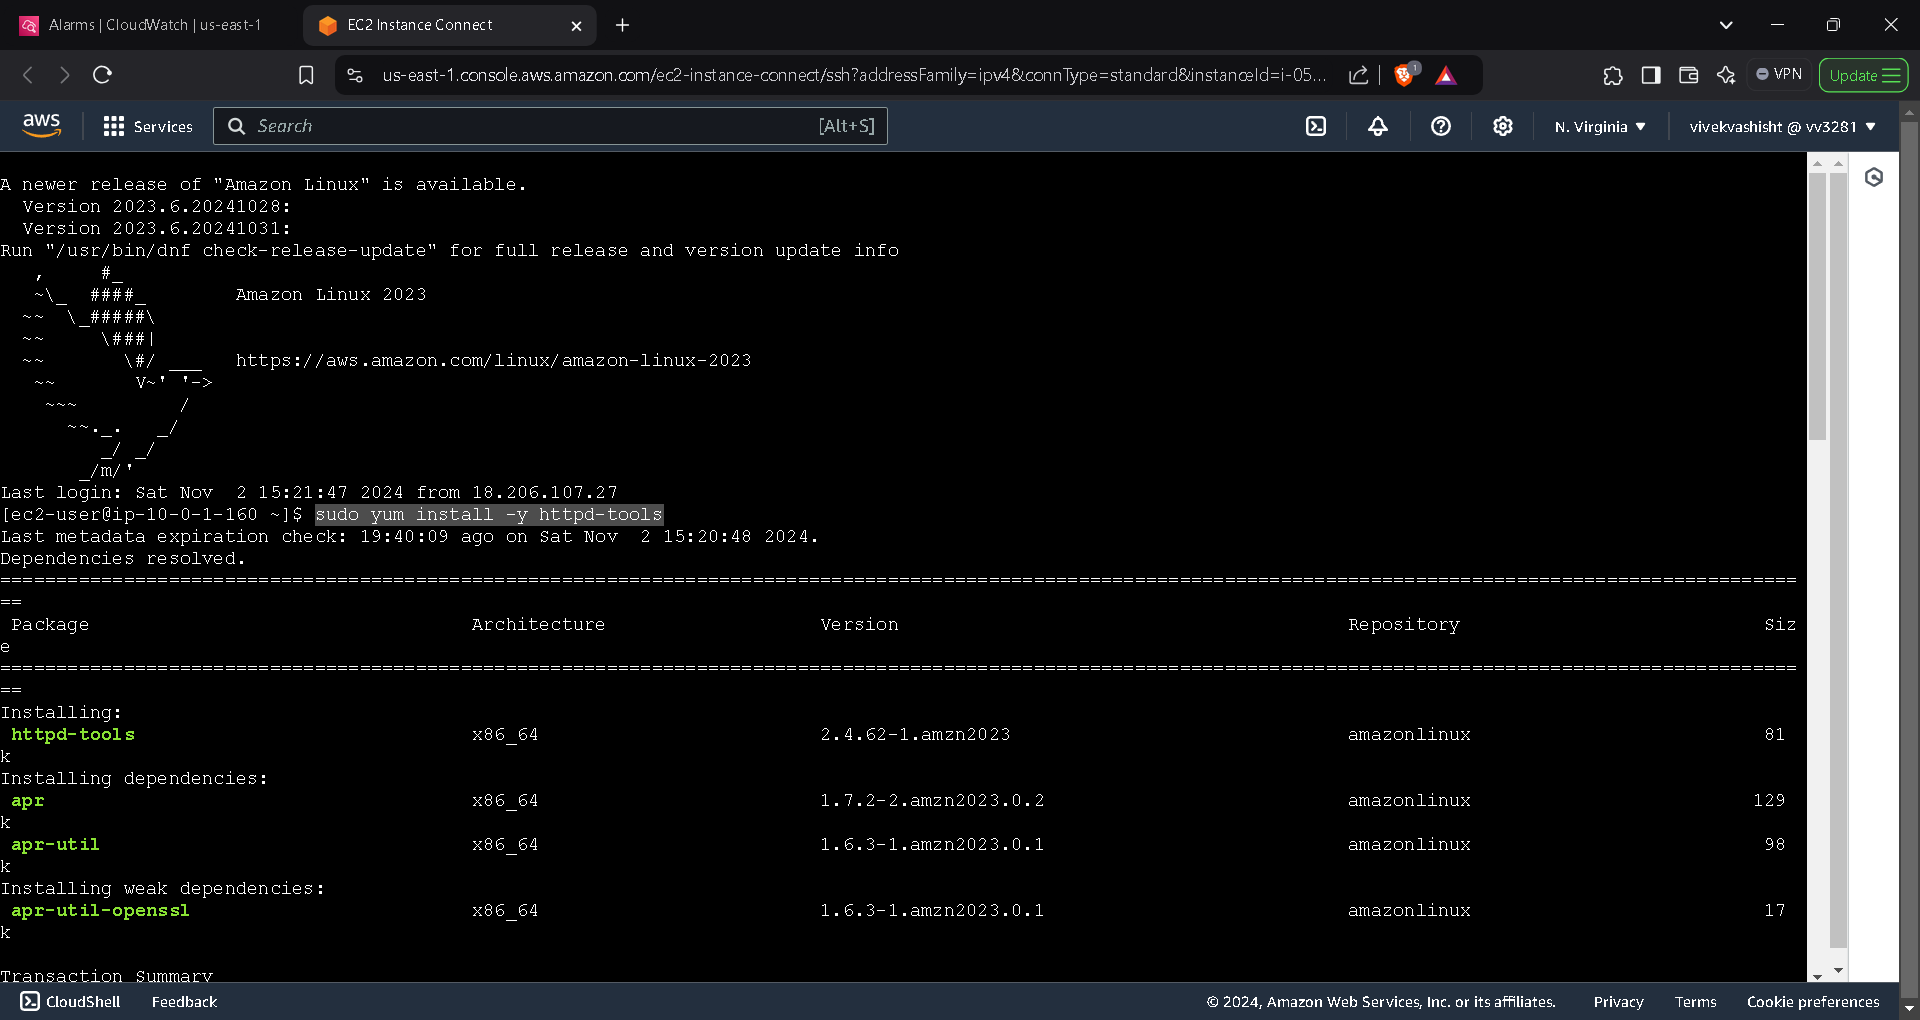 Alarms | CloudWatch | us-east-1
EC2 Instance Connect
us-east-1.console.aws.amazon.com/ec2-instance-connect/ssh?addressFamily=ipv4&connType=standard&instanceId=i-05...
1
VPN
Update
aws
Services
Search
[Alt+S]
N. Virginia
vivekvashisht @ vv3281
A newer release of "Amazon Linux" is available.
  Version 2023.6.20241028:
  Version 2023.6.20241031:
Run "/usr/bin/dnf check-release-update" for full release and version update info
   ,     #_
   ~\_  ####_        Amazon Linux 2023
  ~~  \_#####\
  ~~     \###|
  ~~       \#/ ___   https://aws.amazon.com/linux/amazon-linux-2023
   ~~       V~' '->
    ~~~         /
      ~~._.   _/
         _/ _/
       _/m/'
Last login: Sat Nov  2 15:21:47 2024 from 18.206.107.27
[ec2-user@ip-10-0-1-160 ~]$ sudo yum install -y httpd-tools
Last metadata expiration check: 19:40:09 ago on Sat Nov  2 15:20:48 2024.
Dependencies resolved.
================================================================================================================================================================
==
 Package Architecture Version Repository Siz
e
================================================================================================================================================================
==
Installing:
 httpd-tools x86_64 2.4.62-1.amzn2023 amazonlinux 81
k
Installing dependencies:
 apr x86_64 1.7.2-2.amzn2023.0.2 amazonlinux 129
k
 apr-util x86_64 1.6.3-1.amzn2023.0.1 amazonlinux 98
k
Installing weak dependencies:
 apr-util-openssl x86_64 1.6.3-1.amzn2023.0.1 amazonlinux 17
k
Transaction Summary
CloudShell
Feedback
© 2024, Amazon Web Services, Inc. or its affiliates.
Privacy
Terms
Cookie preferences